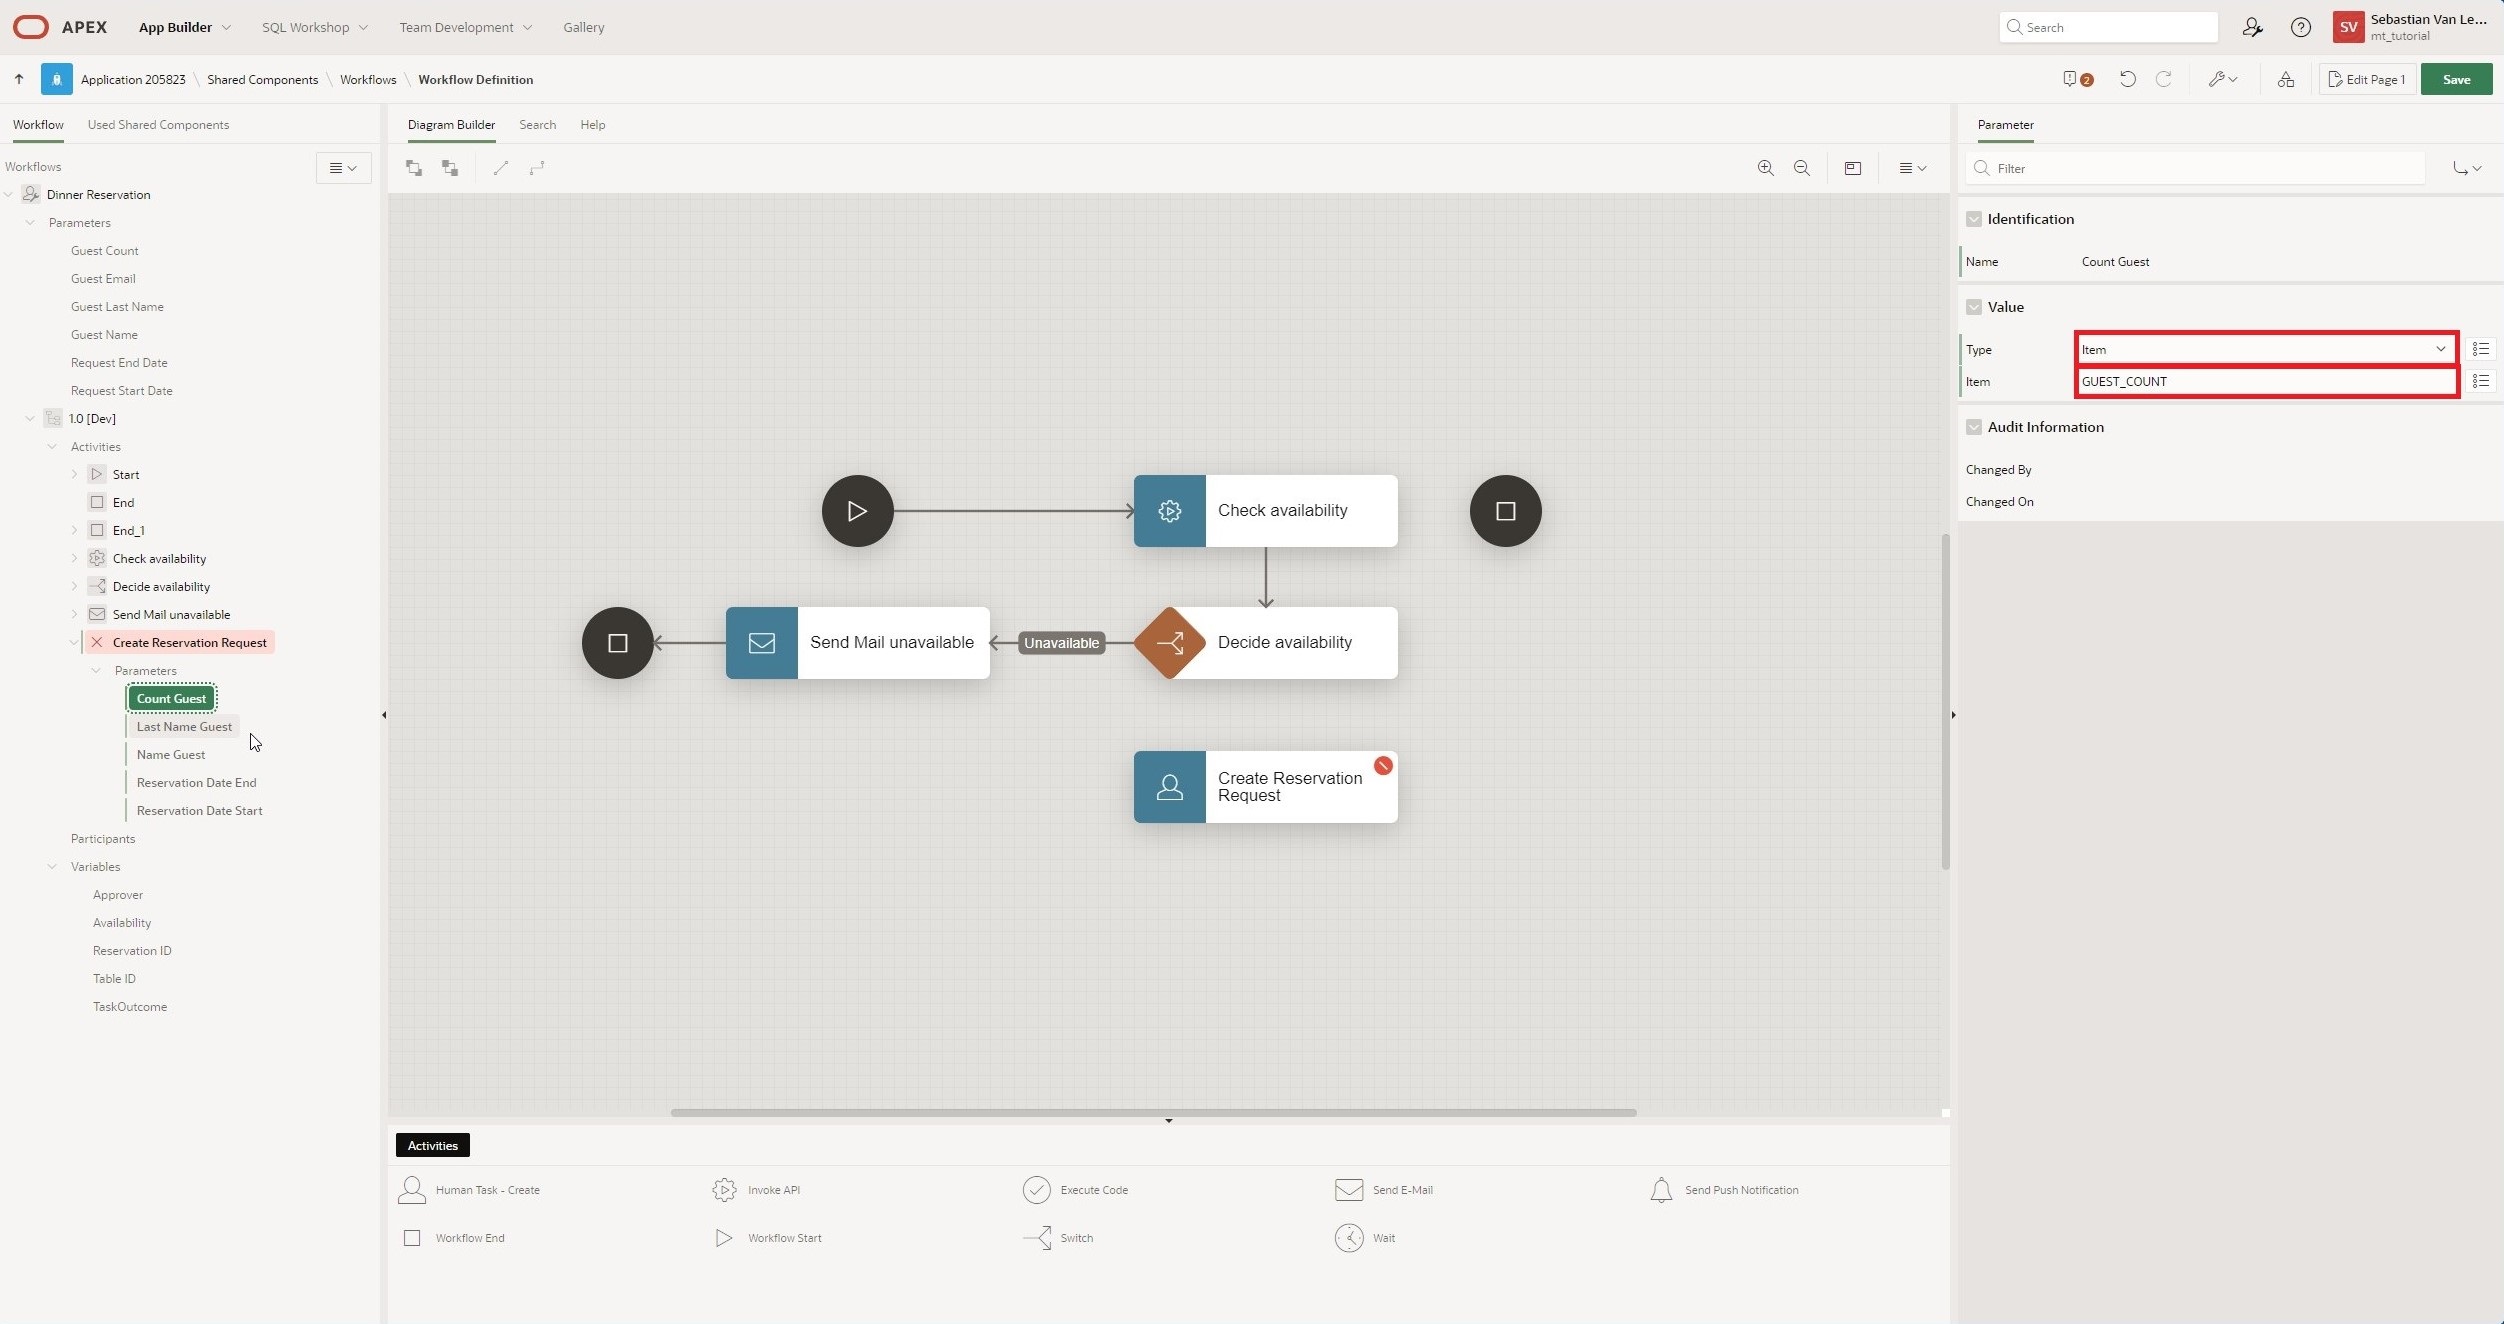 APEX
App Builder
SQL Workshop
Team Development
Gallery
Search
SV
Sebastian Van Le...
mt_tutorial
Application 205823
\
Shared Components
\
Workflows
\
Workflow Definition
2
Edit Page 1
Save
Workflow
Used Shared Components
Workflows
Dinner Reservation
Parameters
Guest Count
Guest Email
Guest Last Name
Guest Name
Request End Date
Request Start Date
1.0 [Dev]
Activities
Start
End
End_1
Check availability
Decide availability
Send Mail unavailable
Create Reservation Request
Parameters
Count Guest
Last Name Guest
Name Guest
Reservation Date End
Reservation Date Start
Participants
Variables
Approver
Availability
Reservation ID
Table ID
TaskOutcome
Diagram Builder
Search
Help
Check availability
Send Mail unavailable
Unavailable
Decide availability
Create Reservation
Request
Activities
Human Task - Create
Invoke API
Execute Code
Send E-Mail
Send Push Notification
Workflow End
Workflow Start
Switch
Wait
Parameter
Filter
Identification
Name
Count Guest
Value
Type
Item
Item
GUEST_COUNT
Audit Information
Changed By
Changed On